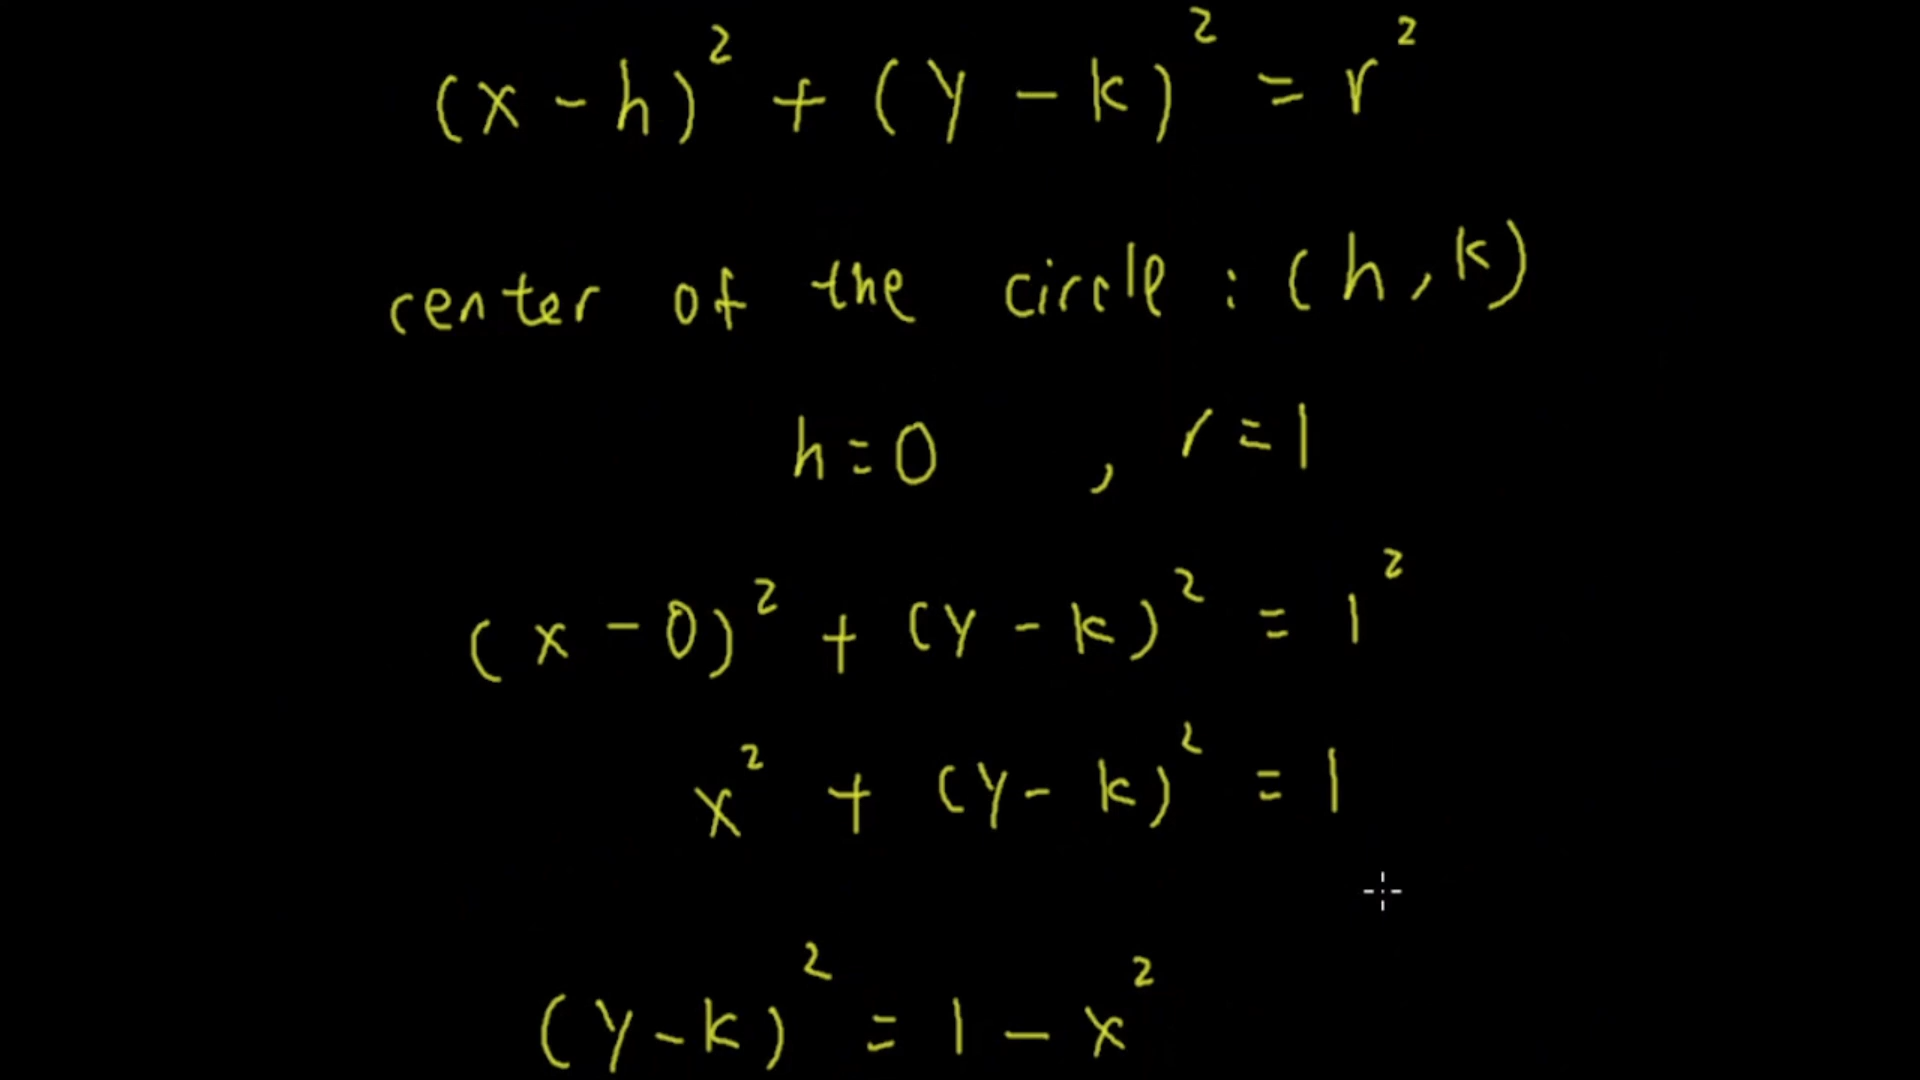 (x - h)² + (y - k)² = r²
center of the circle : (h, k)
h = 0 , r = 1
(x - 0)² + (y - k)² = 1²
x² + (y - k)² = 1
(y - k)² = 1 - x²